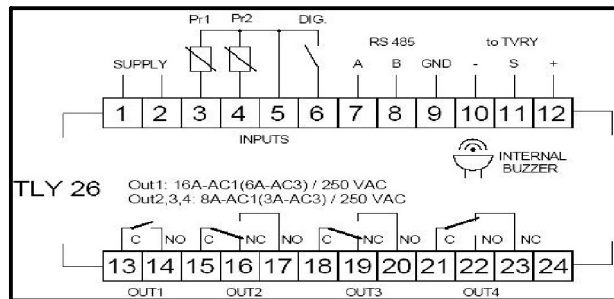 Pr1 Pr2 DIG.
RS 485 to TVRY
SUPPLY A B GND - S +
1 2 3 4 5 6 7 8 9 10 11 12
INPUTS
INTERNAL
BUZZER
TLY 26
Out1: 16A-AC1(6A-AC3) / 250 VAC
Out2,3,4: 8A-AC1(3A-AC3) / 250 VAC
C NO C NC NO C NC NO C NO NC
13 14 15 16 17 18 19 20 21 22 23 24
OUT1 OUT2 OUT3 OUT4